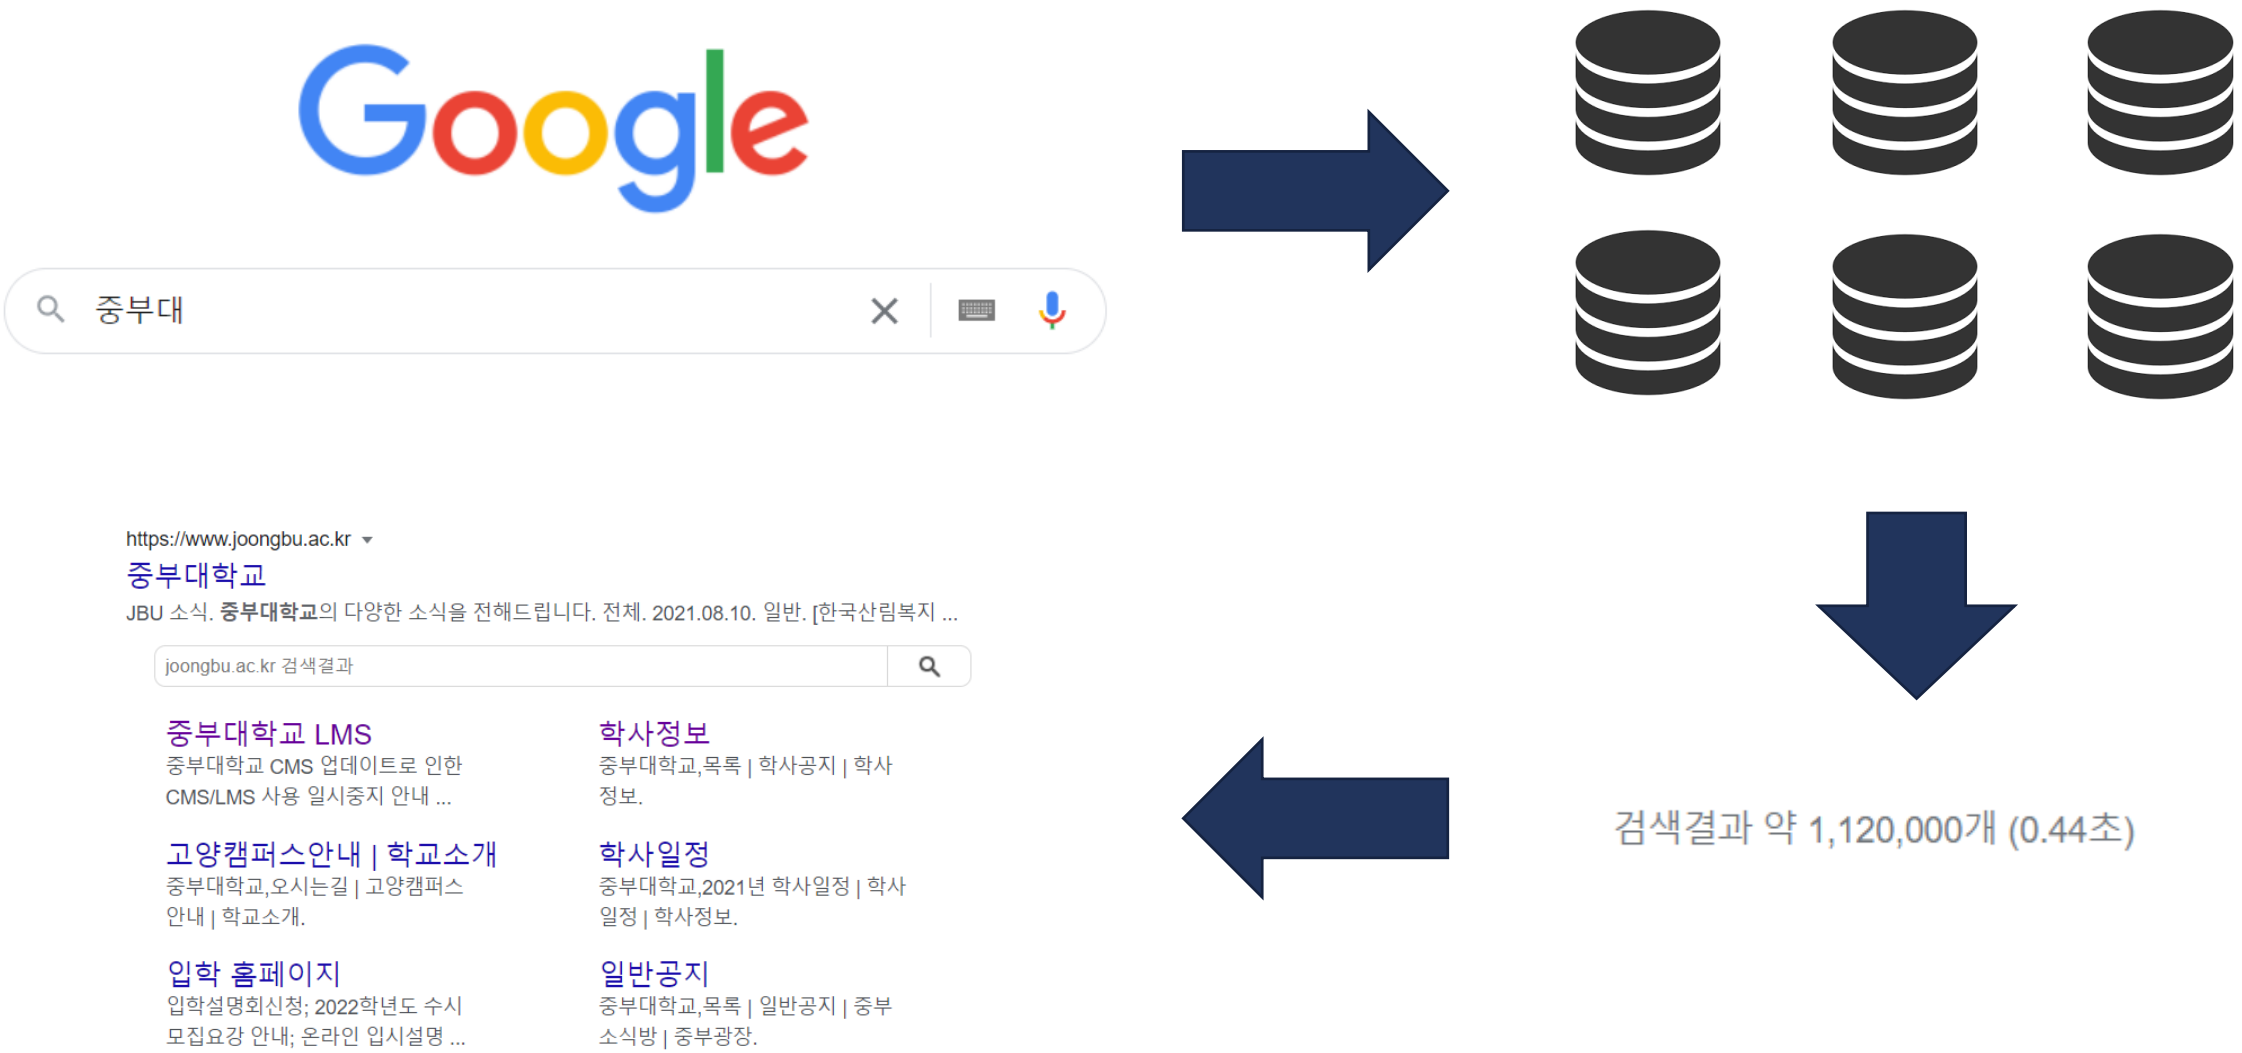 Google
중부대
검색결과 약 1,120,000개 (0.44초)
https://www.joongbu.ac.kr
중부대학교
JBU 소식. 중부대학교의 다양한 소식을 전해드립니다. 전체. 2021.08.10. 일반. [한국산림복지 ...
joongbu.ac.kr 검색결과
중부대학교 LMS
중부대학교 CMS 업데이트로 인한
CMS/LMS 사용 일시중지 안내 ...
학사정보
중부대학교,목록 | 학사공지 | 학사
정보.
고양캠퍼스안내 | 학교소개
중부대학교,오시는길 | 고양캠퍼스
안내 | 학교소개.
학사일정
중부대학교,2021년 학사일정 | 학사
일정 | 학사정보.
입학 홈페이지
입학설명회신청; 2022학년도 수시
모집요강 안내; 온라인 입시설명 ...
일반공지
중부대학교,목록 | 일반공지 | 중부
소식방 | 중부광장.